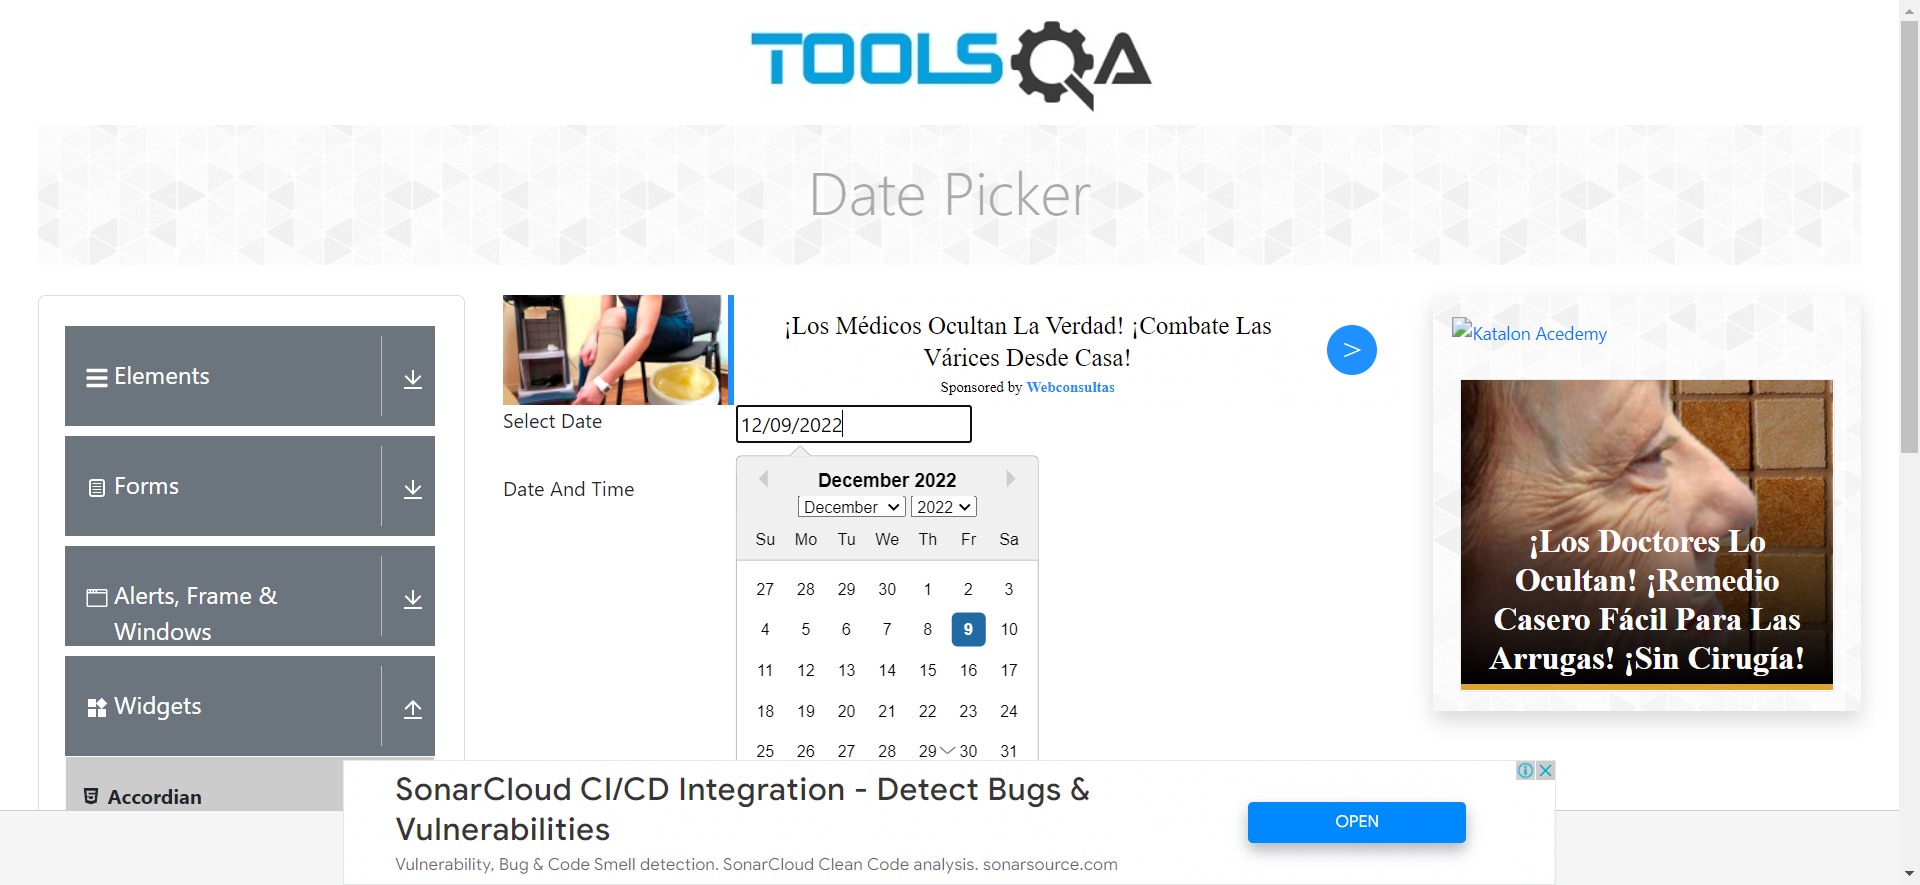 TOOLSQA
Date Picker
Elements
Forms
Alerts, Frame &
Windows
Widgets
Accordian
¡Los Médicos Ocultan La Verdad! ¡Combate Las
Várices Desde Casa!
Sponsored by Webconsultas
>
Select Date
12/09/2022
Date And Time
December 2022
December 2022
Su Mo Tu We Th Fr Sa
27 28 29 30 1 2 3
4 5 6 7 8 9 10
11 12 13 14 15 16 17
18 19 20 21 22 23 24
25 26 27 28 29 30 31
Katalon Acedemy
¡Los Doctores Lo
Ocultan! ¡Remedio
Casero Fácil Para Las
Arrugas! ¡Sin Cirugía!
SonarCloud CI/CD Integration - Detect Bugs &
Vulnerabilities
Vulnerability, Bug & Code Smell detection. SonarCloud Clean Code analysis. sonarsource.com
OPEN